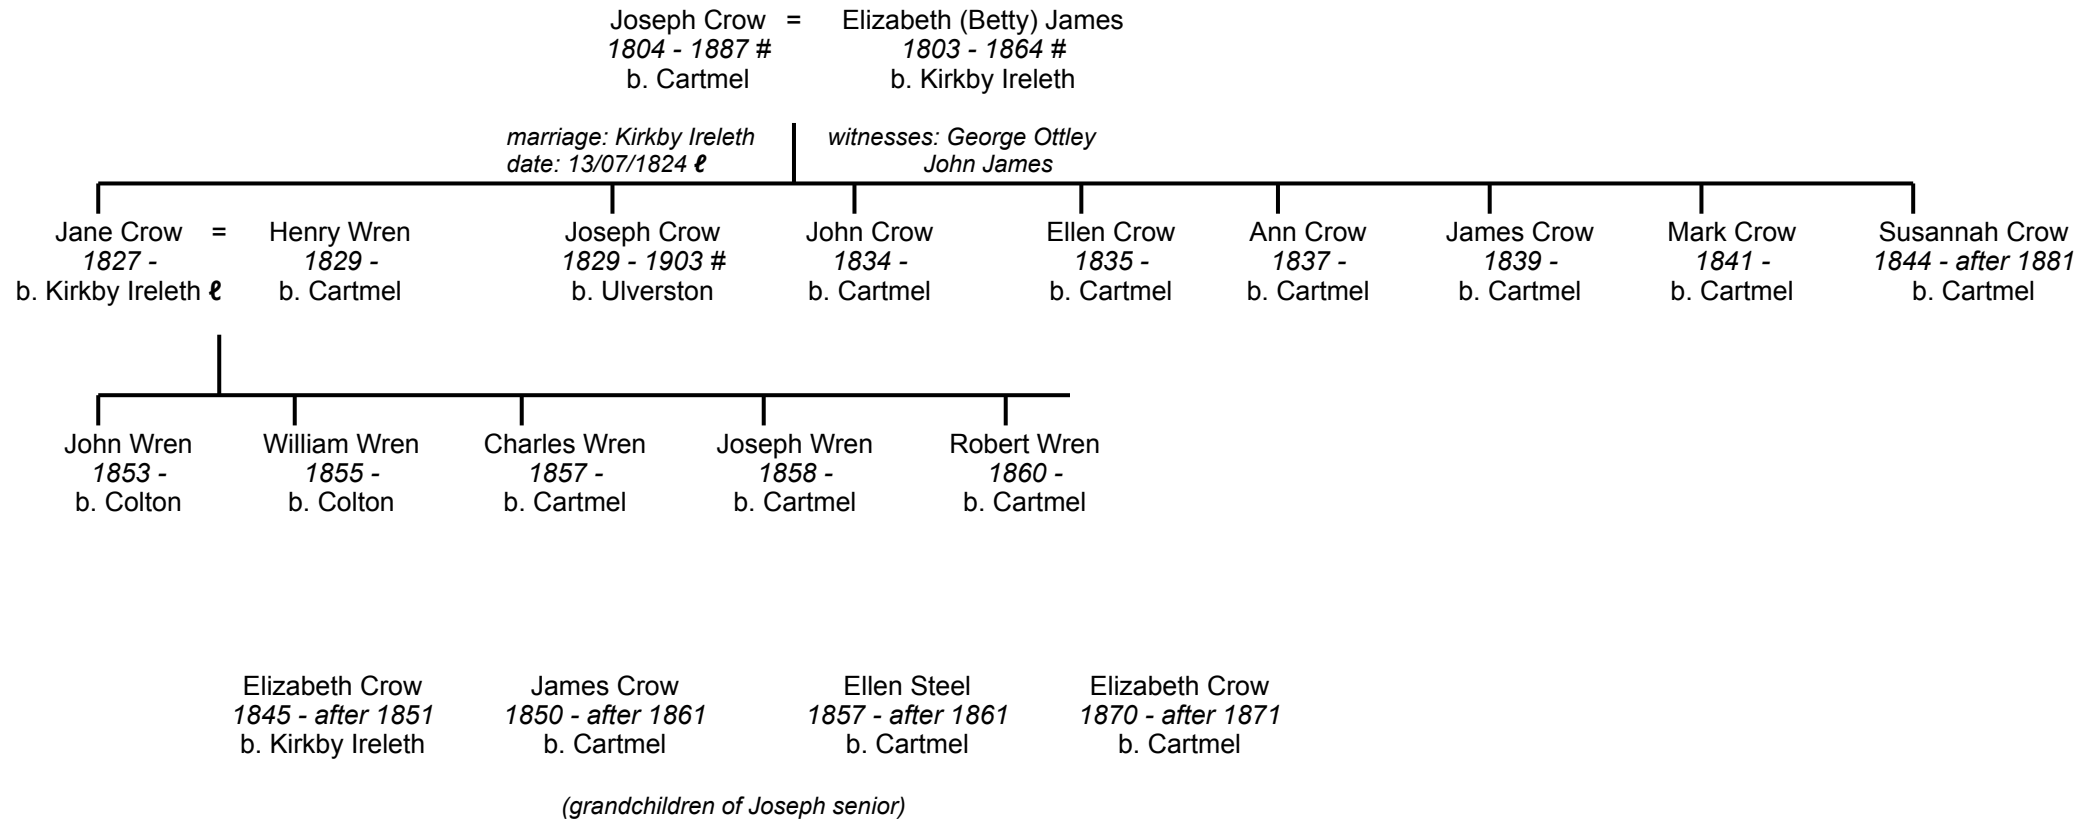 Joseph Crow = Elizabeth (Betty) James
1804 - 1887 # 1803 - 1864 #
b. Cartmel b. Kirkby Ireleth
marriage: Kirkby Ireleth witnesses: George Ottley
date: 13/07/1824 ℓ John James
Jane Crow = Henry Wren Joseph Crow John Crow Ellen Crow Ann Crow James Crow Mark Crow Susannah Crow
1827 - 1829 - 1829 - 1903 # 1834 - 1835 - 1837 - 1839 - 1841 - 1844 - after 1881
b. Kirkby Ireleth ℓ b. Cartmel b. Ulverston b. Cartmel b. Cartmel b. Cartmel b. Cartmel b. Cartmel b. Cartmel
John Wren William Wren Charles Wren Joseph Wren Robert Wren
1853 - 1855 - 1857 - 1858 - 1860 -
b. Colton b. Colton b. Cartmel b. Cartmel b. Cartmel
Elizabeth Crow James Crow Ellen Steel Elizabeth Crow
1845 - after 1851 1850 - after 1861 1857 - after 1861 1870 - after 1871
b. Kirkby Ireleth b. Cartmel b. Cartmel b. Cartmel
(grandchildren of Joseph senior)